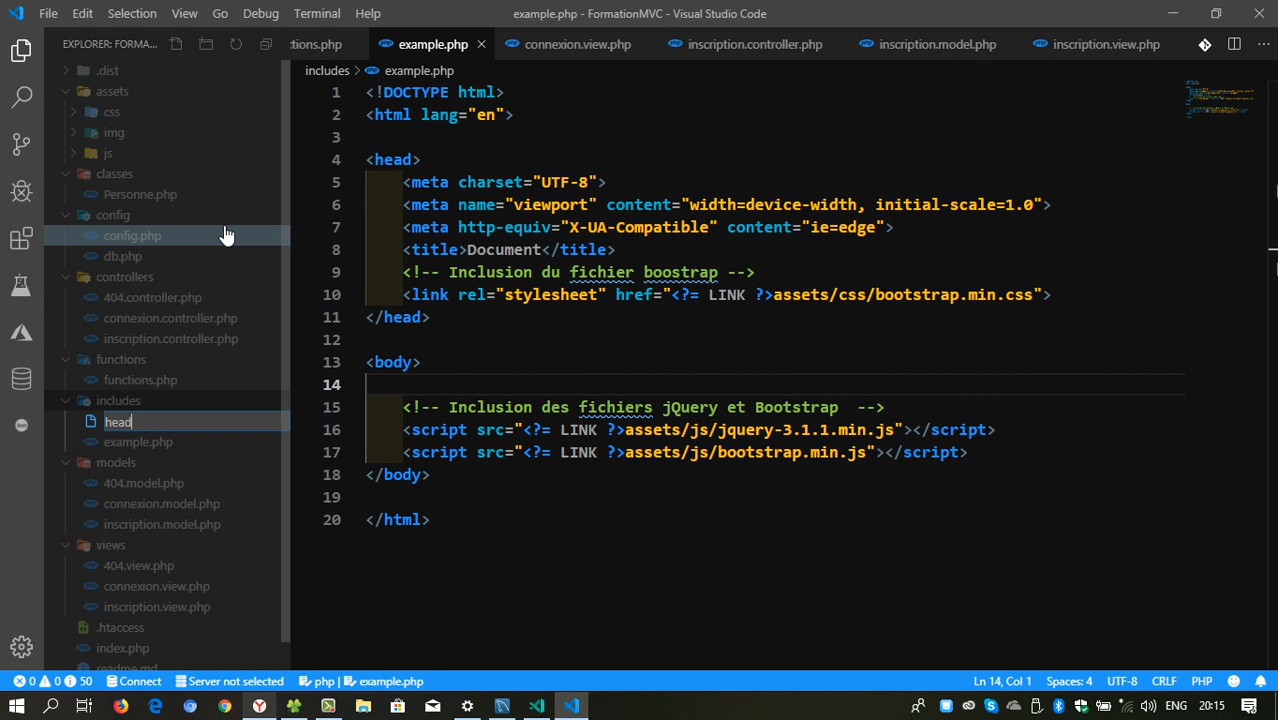 File Edit Selection View Go Debug Terminal Help
example.php - FormationMVC - Visual Studio Code
EXPLORER: FORMA...
:tions.php example.php connexion.view.php inscription.controller.php inscription.model.php inscription.view.php
includes > example.php
.dist
assets
css
img
js
classes
Personne.php
config
config.php
db.php
controllers
404.controller.php
connexion.controller.php
inscription.controller.php
functions
functions.php
includes
head
example.php
models
404.model.php
connexion.model.php
inscription.model.php
views
404.view.php
connexion.view.php
inscription.view.php
.htaccess
index.php
readme.md
1 <!DOCTYPE html>
2 <html lang="en">
3
4 <head>
5 <meta charset="UTF-8">
6 <meta name="viewport" content="width=device-width, initial-scale=1.0">
7 <meta http-equiv="X-UA-Compatible" content="ie=edge">
8 <title>Document</title>
9 <!-- Inclusion du fichier boostrap -->
10 <link rel="stylesheet" href="<?= LINK ?>assets/css/bootstrap.min.css">
11 </head>
12
13 <body>
14
15 <!-- Inclusion des fichiers jQuery et Bootstrap  -->
16 <script src="<?= LINK ?>assets/js/jquery-3.1.1.min.js"></script>
17 <script src="<?= LINK ?>assets/js/bootstrap.min.js"></script>
18 </body>
19
20 </html>
0 0 50 Connect Server not selected php | example.php Ln 14, Col 1 Spaces: 4 UTF-8 CRLF PHP
ENG 20:15